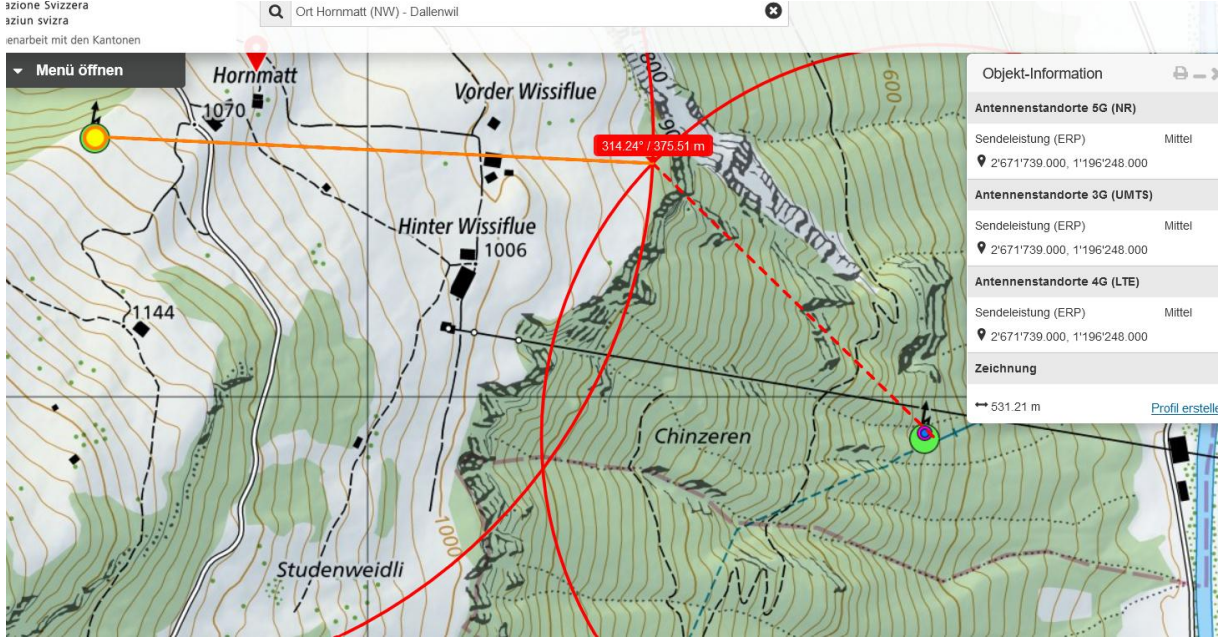 azione Svizzera
aziun svizra
enarbeit mit den Kantonen
Ort Hornmatt (NW) - Dallenwil
Menü öffnen
Hornmatt
1070
Vorder Wissiflue
800
900
600
314.24° / 375.51 m
Hinter Wissiflue
1006
1144
Chinzeren
1000
Studenweidli
Objekt-Information
Antennenstandorte 5G (NR)
Sendeleistung (ERP) Mittel
2'671'739.000, 1'196'248.000
Antennenstandorte 3G (UMTS)
Sendeleistung (ERP) Mittel
2'671'739.000, 1'196'248.000
Antennenstandorte 4G (LTE)
Sendeleistung (ERP) Mittel
2'671'739.000, 1'196'248.000
Zeichnung
531.21 m Profil erstelle